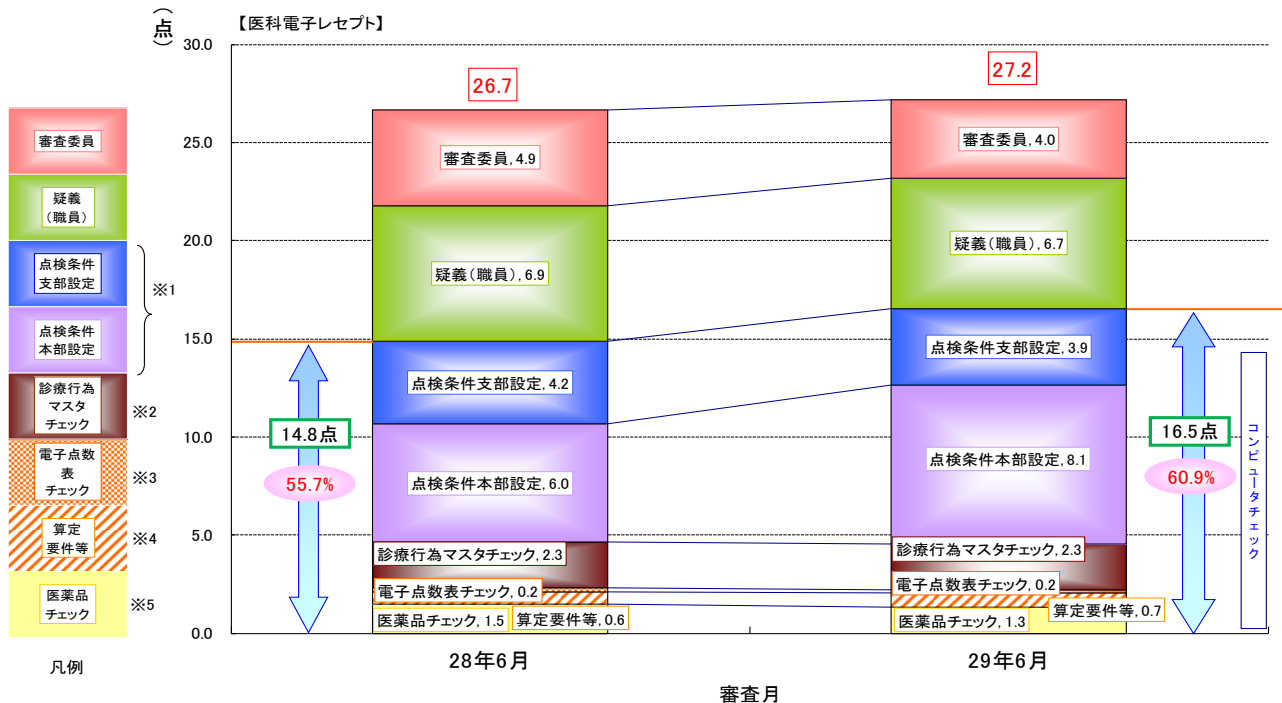 (点)
【医科電子レセプト】
30.0
25.0
20.0
15.0
10.0
5.0
0.0
審査委員
疑義
(職員)
点検条件
支部設定
点検条件
本部設定
診療行為
マスタ
チェック
電子点数
表
チェック
算定
要件等
医薬品
チェック
※1
※2
※3
※4
※5
凡例
26.7
審査委員, 4.9
疑義(職員), 6.9
点検条件支部設定, 4.2
点検条件本部設定, 6.0
診療行為マスタチェック, 2.3
電子点数表チェック, 0.2
医薬品チェック, 1.5
算定要件等, 0.6
14.8点
55.7%
27.2
審査委員, 4.0
疑義(職員), 6.7
点検条件支部設定, 3.9
点検条件本部設定, 8.1
診療行為マスタチェック, 2.3
電子点数表チェック, 0.2
算定要件等, 0.7
医薬品チェック, 1.3
16.5点
60.9%
コンピュータチェック
28年6月
29年6月
審査月